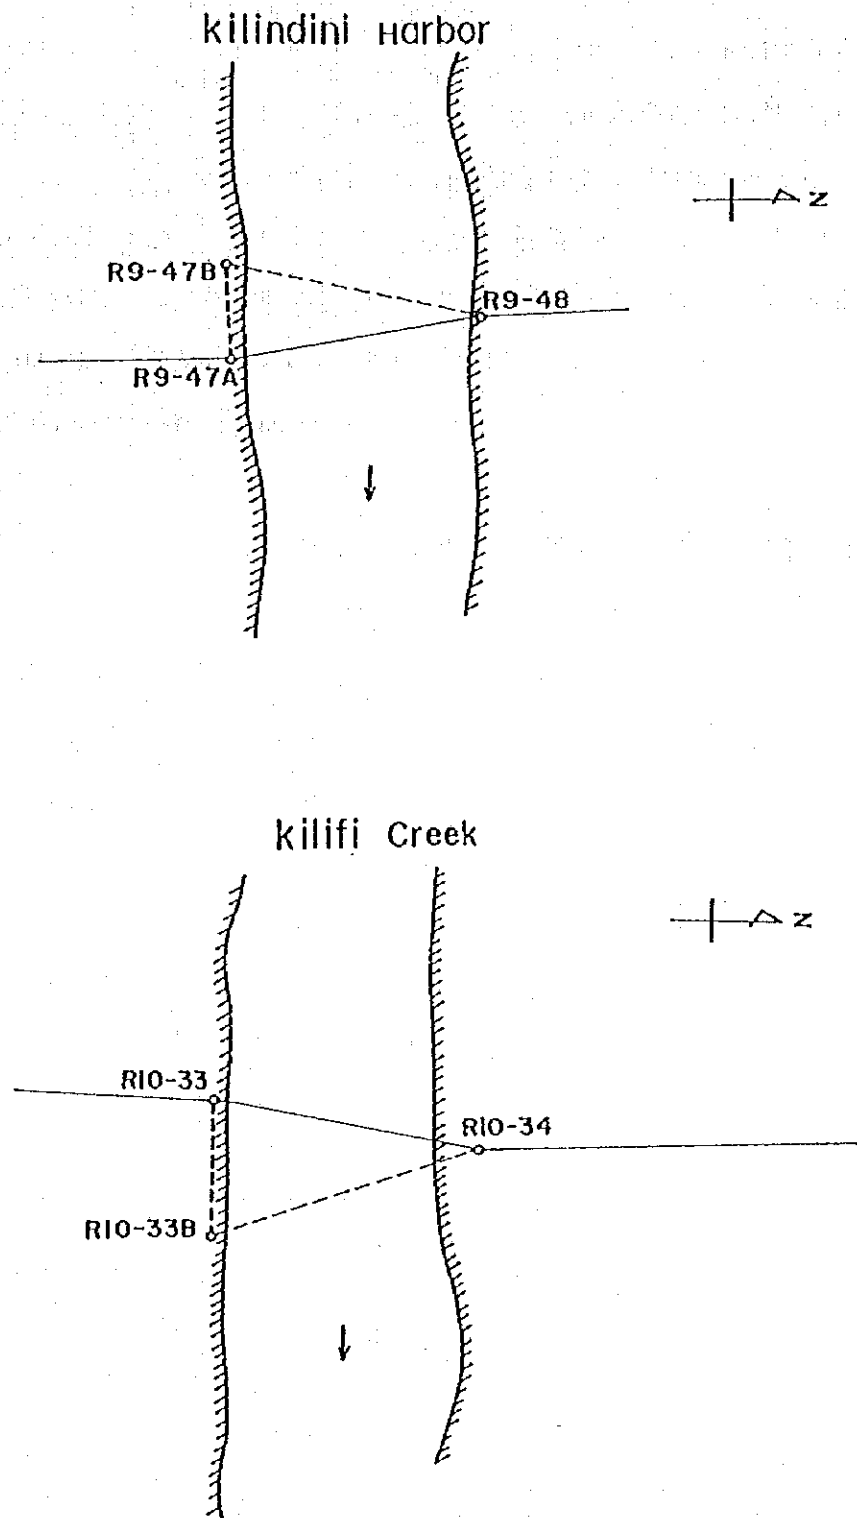 kilindini Harbor
N
R9-47B
R9-48
R9-47A
kilifi Creek
N
R10-33
R10-34
R10-33B